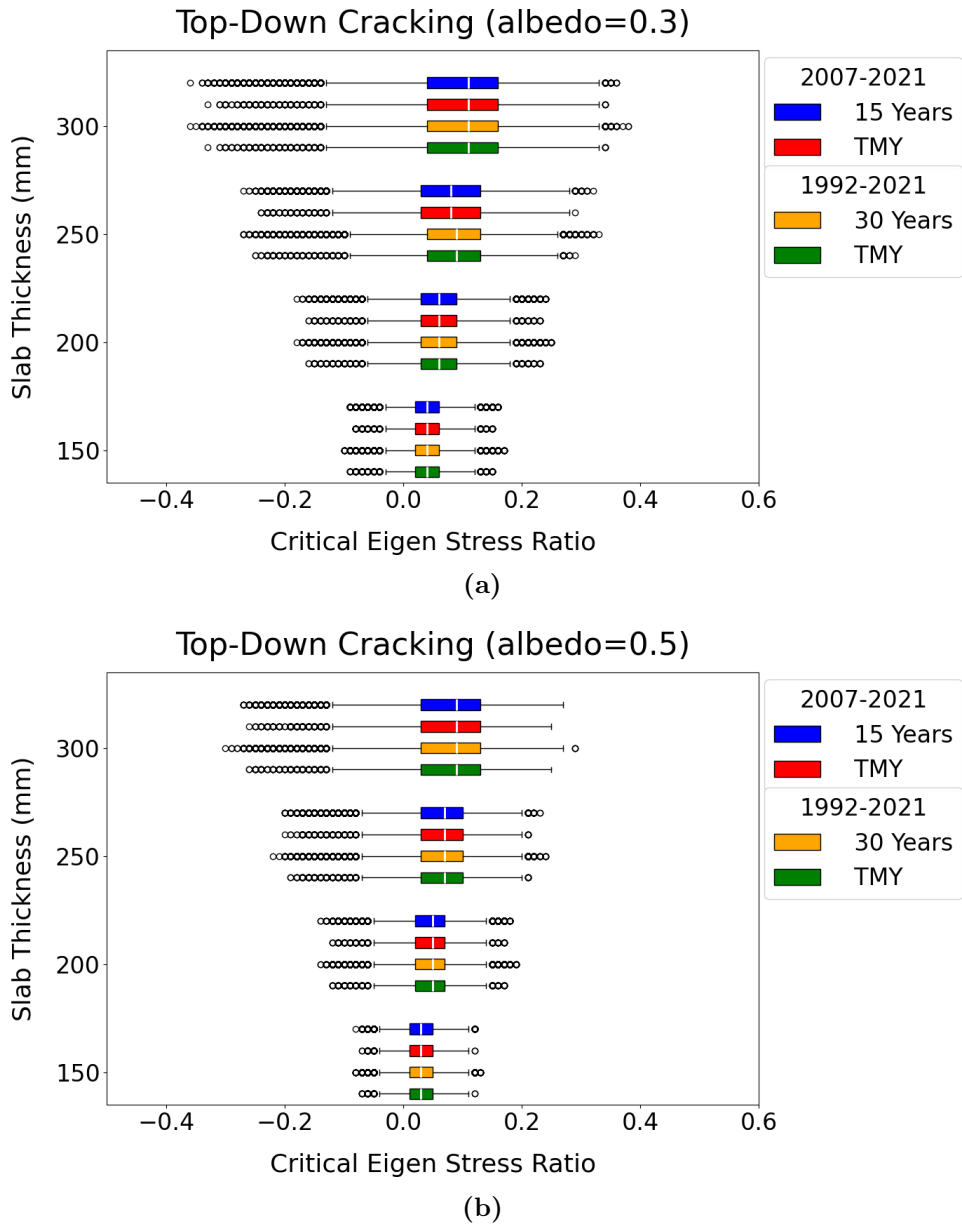 Top-Down Cracking (albedo=0.3)
Slab Thickness (mm)
300
250
200
150
−0.4 −0.2 0.0 0.2 0.4 0.6
Critical Eigen Stress Ratio
2007-2021
15 Years
TMY
1992-2021
30 Years
TMY
(a)
Top-Down Cracking (albedo=0.5)
Slab Thickness (mm)
300
250
200
150
−0.4 −0.2 0.0 0.2 0.4 0.6
Critical Eigen Stress Ratio
2007-2021
15 Years
TMY
1992-2021
30 Years
TMY
(b)